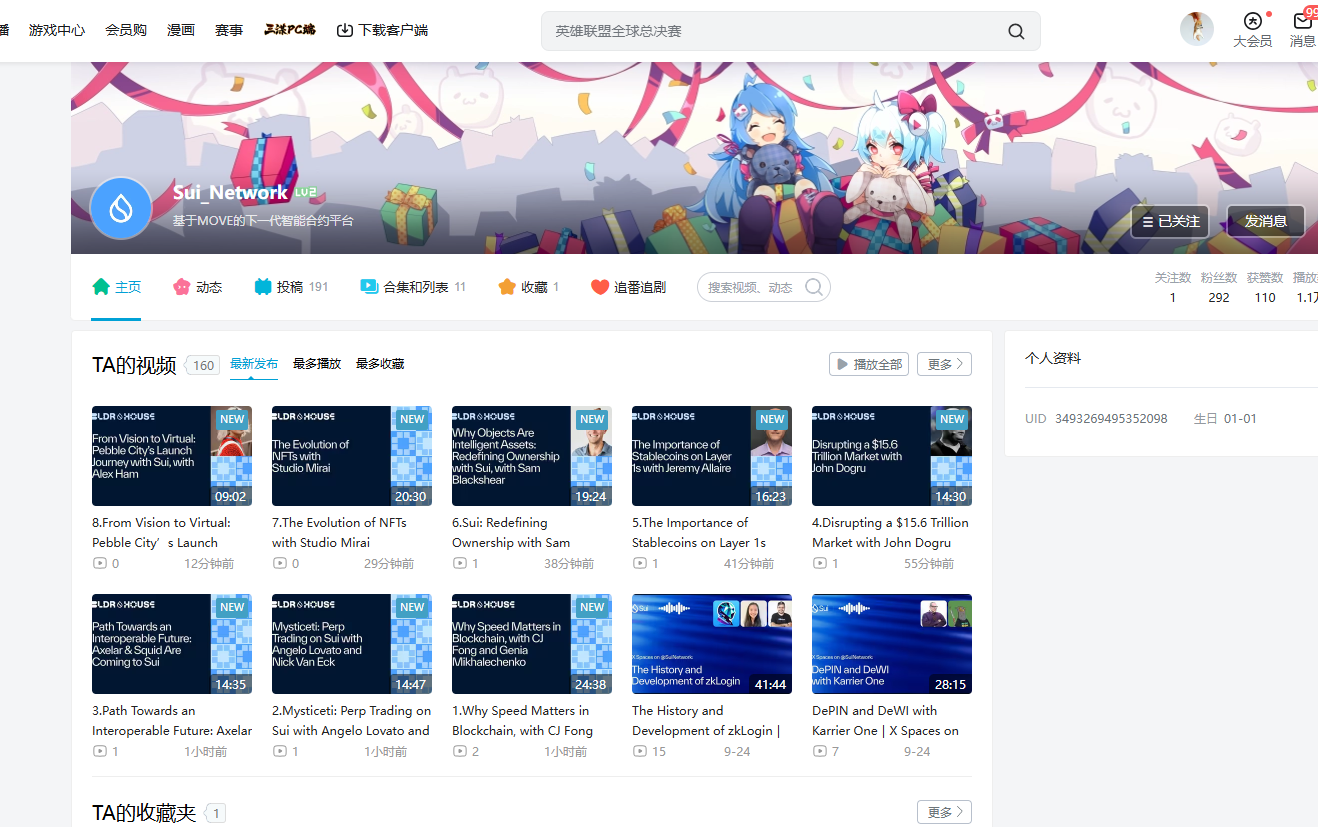 播 游戏中心 会员购 漫画 赛事 下载客户端
英雄联盟全球总决赛
大会员 消息
99
Sui_Network LV2
基于MOVE的下一代智能合约平台
已关注 发消息
主页 动态 投稿 191 合集和列表 11 收藏 1 追番追剧 搜索视频、动态
关注数 粉丝数 获赞数 播放
1 292 110 1.1万
TA的视频 160 最新发布 最多播放 最多收藏 播放全部 更多
个人资料
UID 3493269495352098 生日 01-01
BLDR HOUSE
NEW
From Vision to Virtual:
Pebble City's Launch
Journey with Sui, with
Alex Ham
09:02
8.From Vision to Virtual:
Pebble City's Launch
0 12分钟前
BLDR HOUSE
NEW
The Evolution of
NFTs with
Studio Mirai
20:30
7.The Evolution of NFTs
with Studio Mirai
0 29分钟前
BLDR HOUSE
NEW
Why Objects Are
Intelligent Assets:
Redefining Ownership
with Sui, with Sam
Blackshear
19:24
6.Sui: Redefining
Ownership with Sam
1 38分钟前
BLDR HOUSE
NEW
The Importance of
Stablecoins on Layer
1s with Jeremy Allaire
16:23
5.The Importance of
Stablecoins on Layer 1s
1 41分钟前
BLDR HOUSE
NEW
Disrupting a $15.6
Trillion Market with
John Dogru
14:30
4.Disrupting a $15.6 Trillion
Market with John Dogru
1 55分钟前
BLDR HOUSE
NEW
Path Towards an
Interoperable Future:
Axelar & Squid Are
Coming to Sui
14:35
3.Path Towards an
Interoperable Future: Axelar
1 1小时前
BLDR HOUSE
NEW
Mysticeti: Perp
Trading on Sui with
Angelo Lovato and
Nick Van Eck
14:47
2.Mysticeti: Perp Trading on
Sui with Angelo Lovato and
1 1小时前
BLDR HOUSE
NEW
Why Speed Matters in
Blockchain, with CJ
Fong and Genia
Mikhalechenko
24:38
1.Why Speed Matters in
Blockchain, with CJ Fong
2 1小时前
Sui
X Spaces on @SuiNetwork:
The History and
Development of zkLogin
41:44
The History and
Development of zkLogin |
15 9-24
Sui
X Spaces on @SuiNetwork:
DePIN and DeWI
with Karrier One
28:15
DePIN and DeWI with
Karrier One | X Spaces on
7 9-24
TA的收藏夹 1 更多